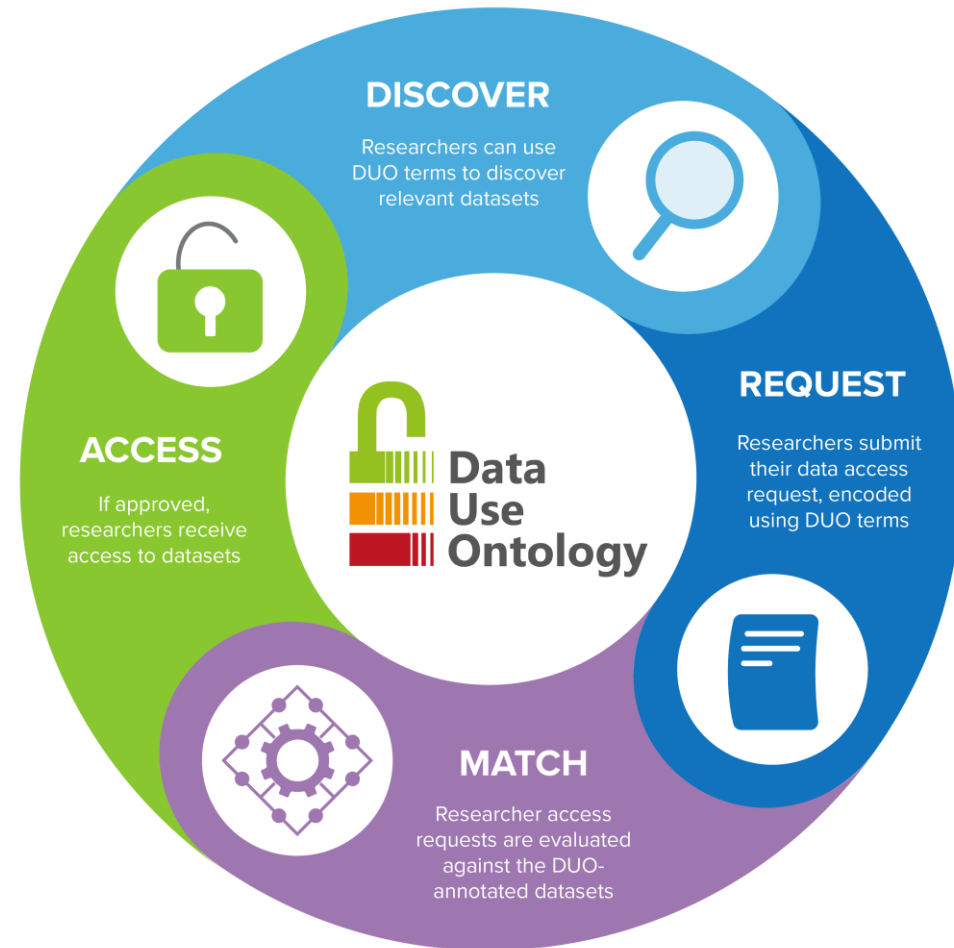 DISCOVER
Researchers can use
DUO terms to discover
relevant datasets
REQUEST
Researchers submit
their data access
request, encoded
using DUO terms
MATCH
Researcher access
requests are evaluated
against the DUO-
annotated datasets
ACCESS
If approved,
researchers receive
access to datasets
Data
Use
Ontology